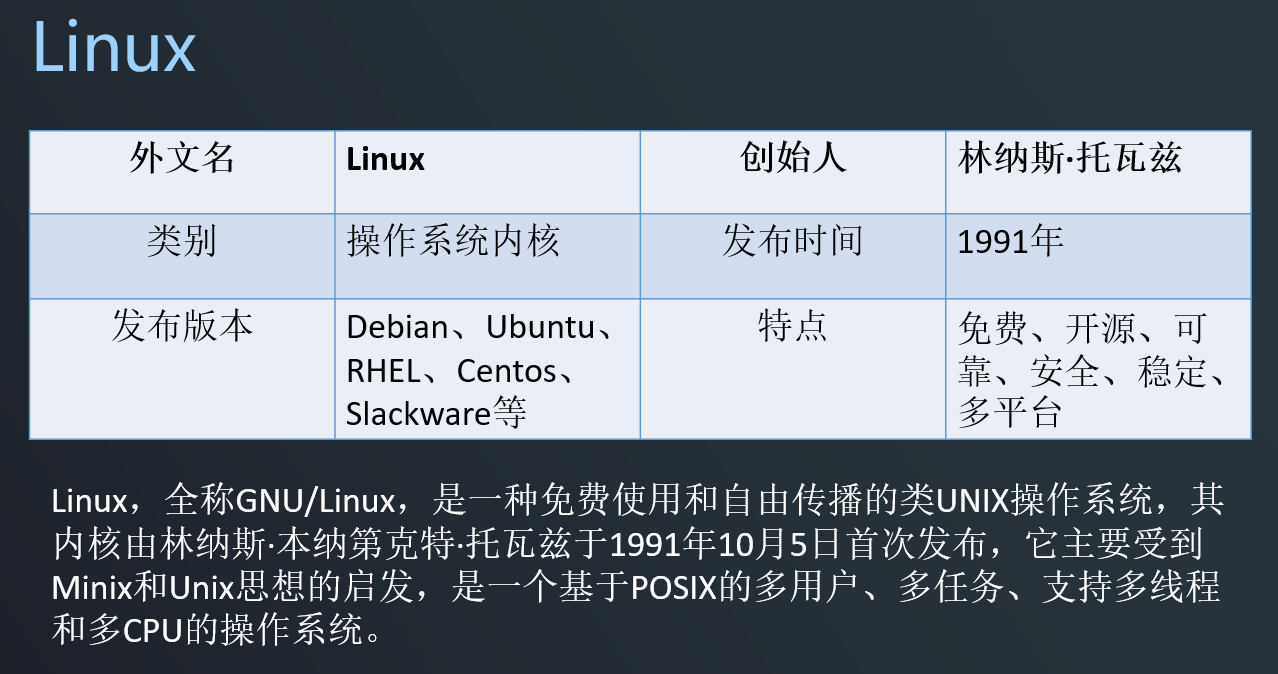 Linux
外文名 Linux 创始人 林纳斯·托瓦兹
类别 操作系统内核 发布时间 1991年
发布版本 Debian、Ubuntu、 特点 免费、开源、可
RHEL、Centos、 靠、安全、稳定、
Slackware等 多平台
Linux，全称GNU/Linux，是一种免费使用和自由传播的类UNIX操作系统，其
内核由林纳斯·本纳第克特·托瓦兹于1991年10月5日首次发布，它主要受到
Minix和Unix思想的启发，是一个基于POSIX的多用户、多任务、支持多线程
和多CPU的操作系统。